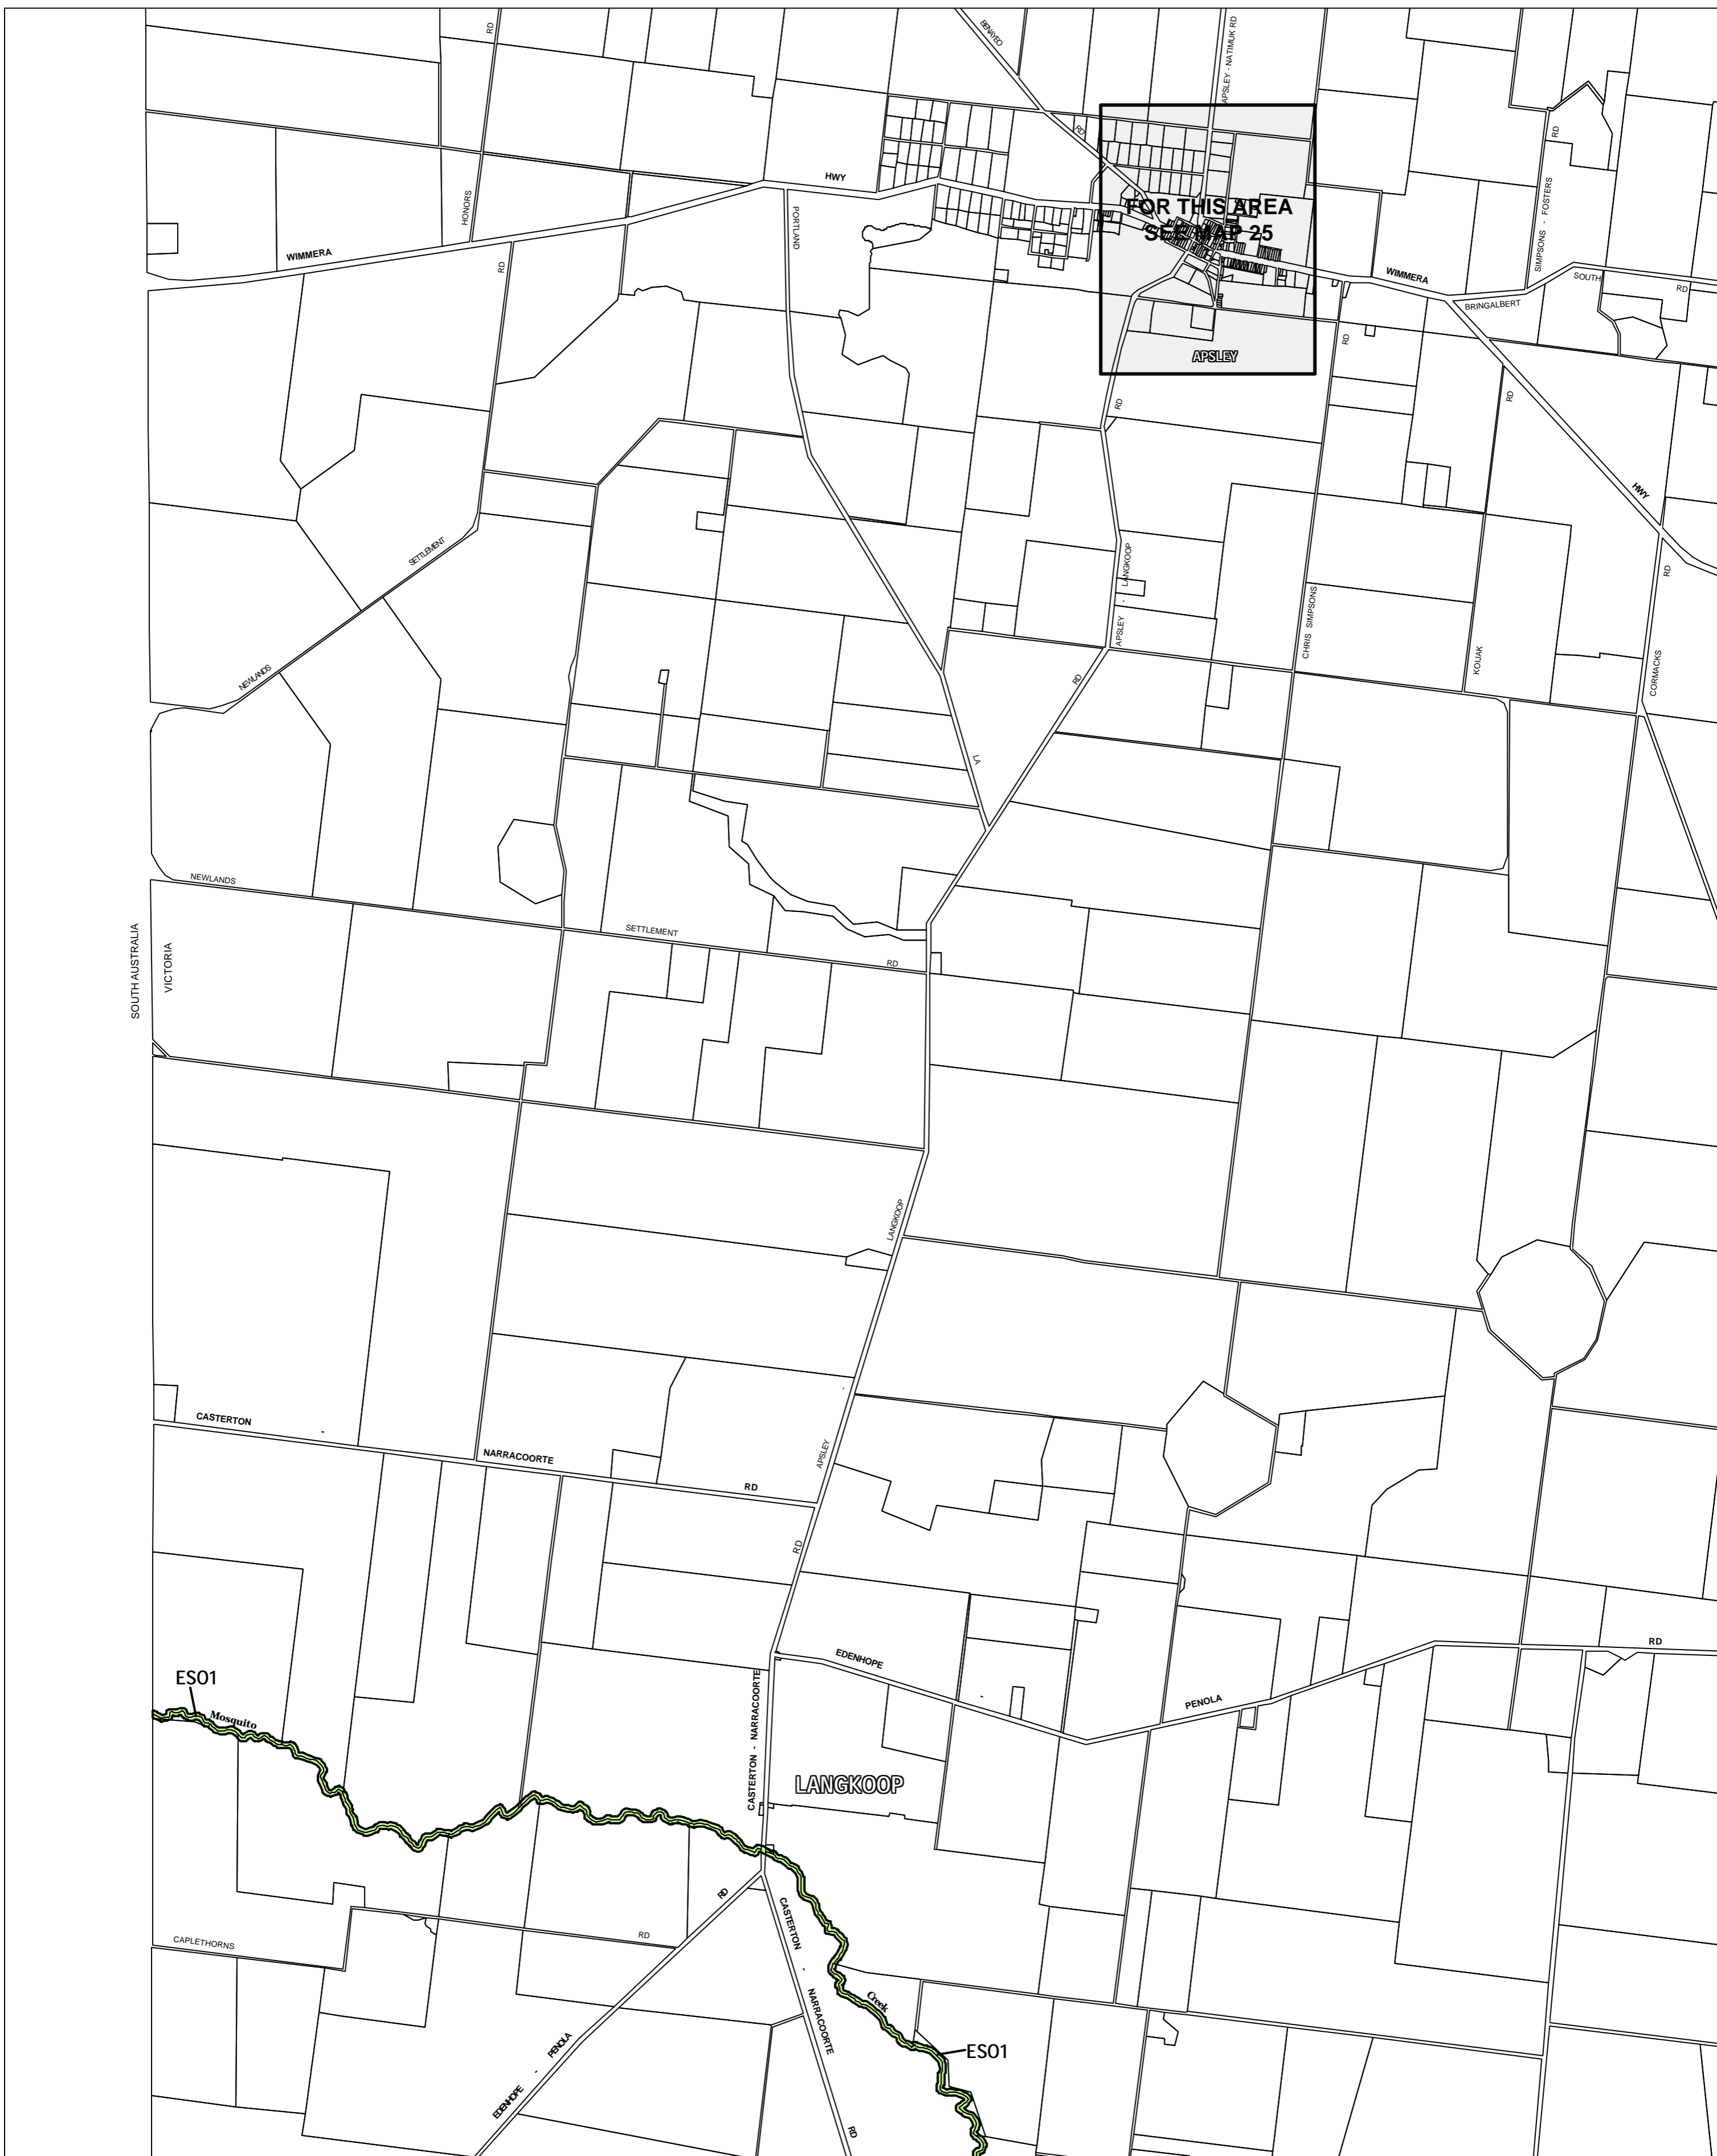 RD
BENAYEO
APSLEY - NATIMUK RD
RD
RD
HWY
HONORS
PORTLAND
SIMPSONS - FOSTERS
FOR THIS AREA
SEE MAP 25
WIMMERA
RD
WIMMERA
SOUTH
RD
BRINGALBERT
RD
APSLEY
RD
RD
HWY
SETTLEMENT
APSLEY - LANGKOOP
RD
CHRIS SIMPSONS
KOIJAK
CORMACKS
NEWLANDS
RD
LA
NEWLANDS
SETTLEMENT
RD
SOUTH AUSTRALIA
VICTORIA
LANGKOOP
-
CASTERTON
-
NARRACOORTE
RD
APSLEY
RD
EDENHOPE
-
PENOLA
RD
ESO1
Mosquito
CASTERTON - NARRACOORTE
LANGKOOP
RD
CASTERTON
-
NARRACOORTE
RD
CAPLETHORNS
RD
Creek
ESO1
EDENHOPE
-
PENOLA